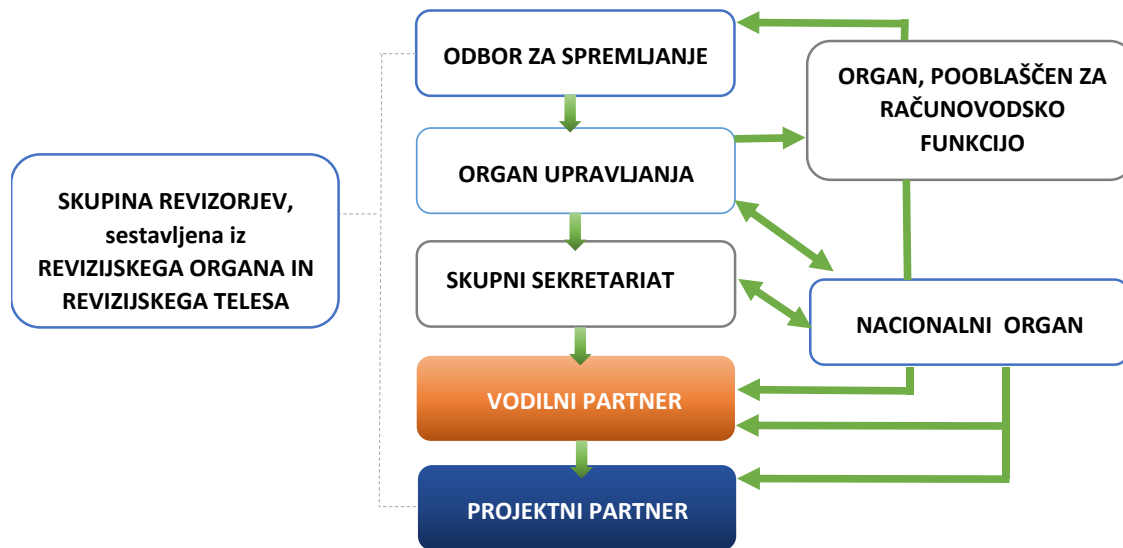 ODBOR ZA SPREMLJANJE
ORGAN, POOBLAŠČEN ZA
RAČUNOVODSKO
FUNKCIJO
ORGAN UPRAVLJANJA
SKUPINA REVIZORJEV,
sestavljena iz
REVIZIJSKEGA ORGANA IN
REVIZIJSKEGA TELESA
SKUPNI SEKRETARIAT
NACIONALNI ORGAN
VODILNI PARTNER
PROJEKTNI PARTNER